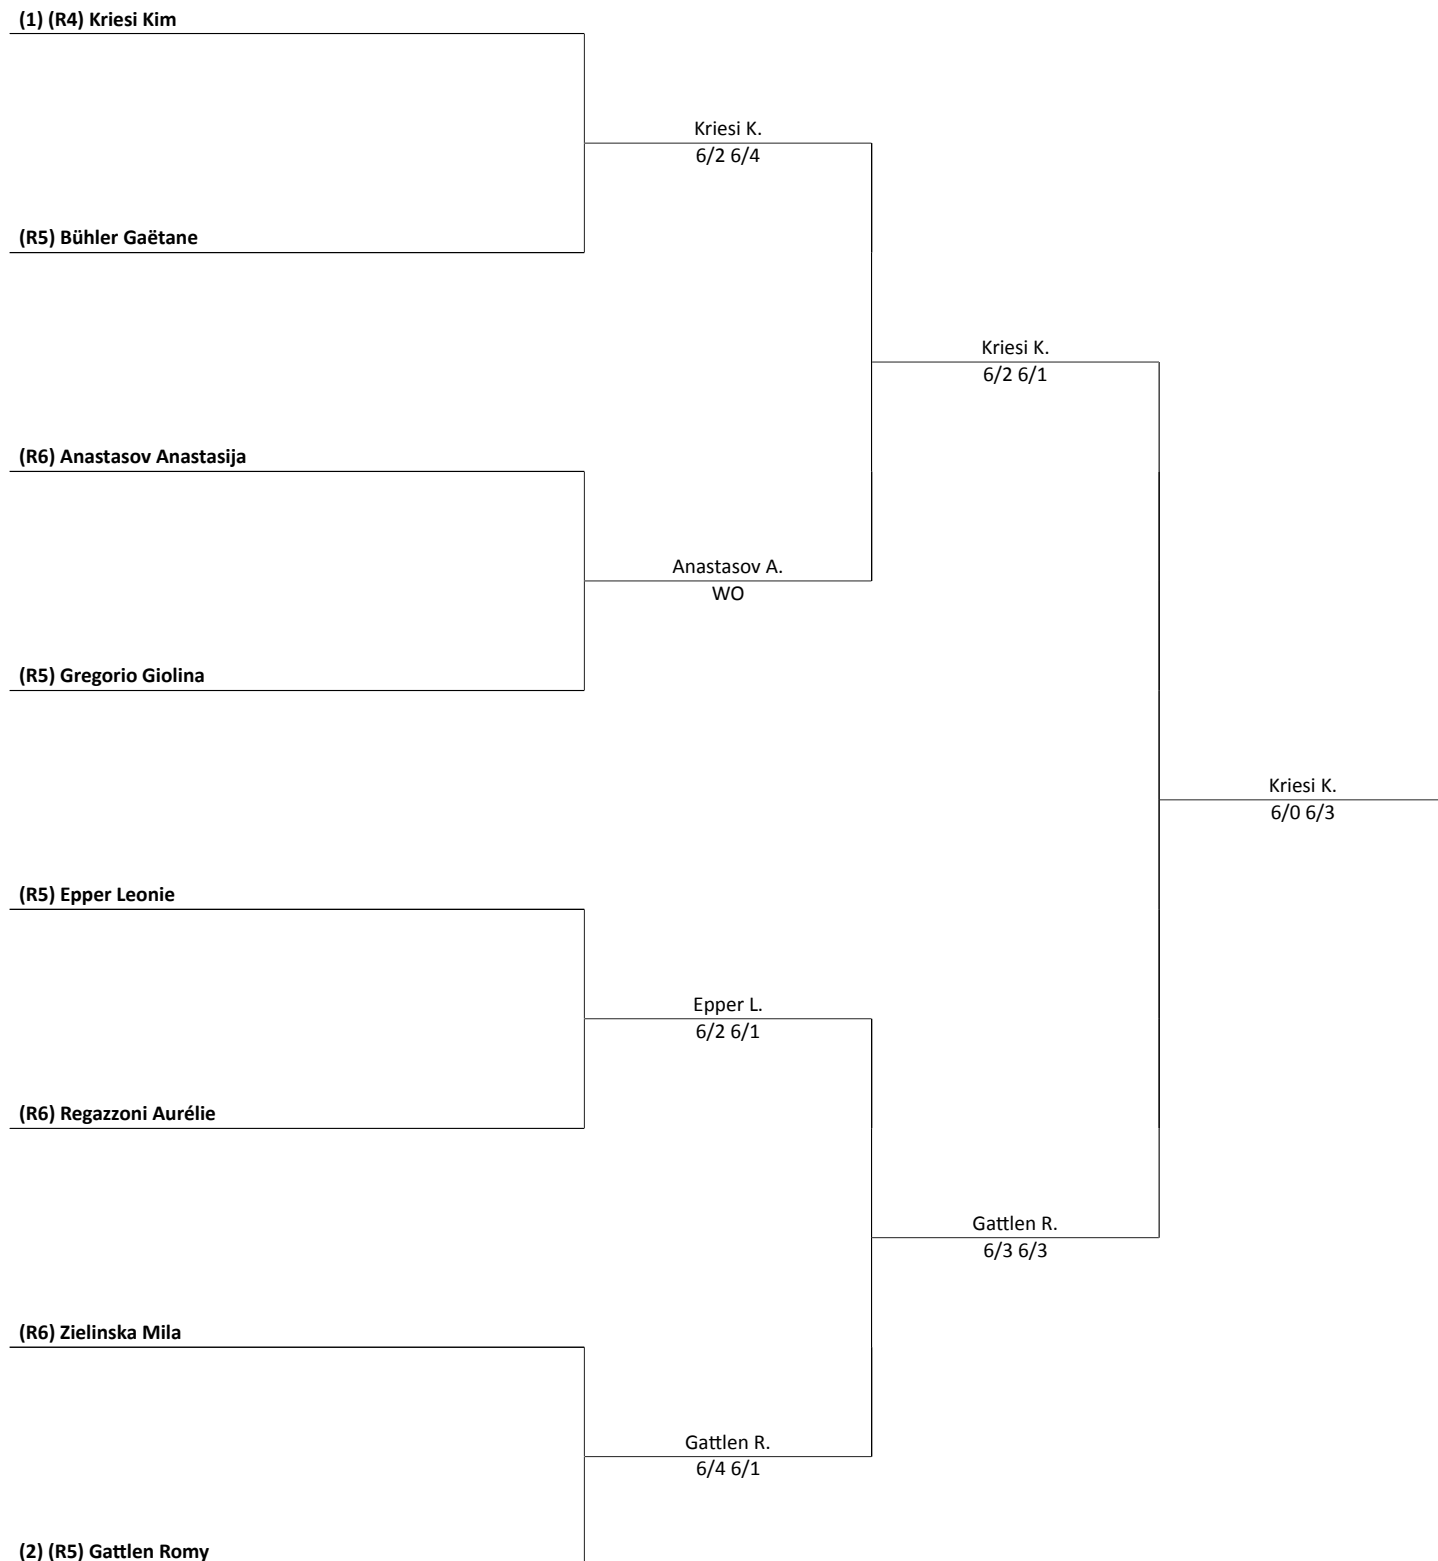 (1) (R4) Kriesi Kim
Kriesi K.
6/2 6/4
(R5) Bühler Gaëtane
Kriesi K.
6/2 6/1
(R6) Anastasov Anastasija
Anastasov A.
WO
(R5) Gregorio Giolina
Kriesi K.
6/0 6/3
(R5) Epper Leonie
Epper L.
6/2 6/1
(R6) Regazzoni Aurélie
Gattlen R.
6/3 6/3
(R6) Zielinska Mila
Gattlen R.
6/4 6/1
(2) (R5) Gattlen Romy